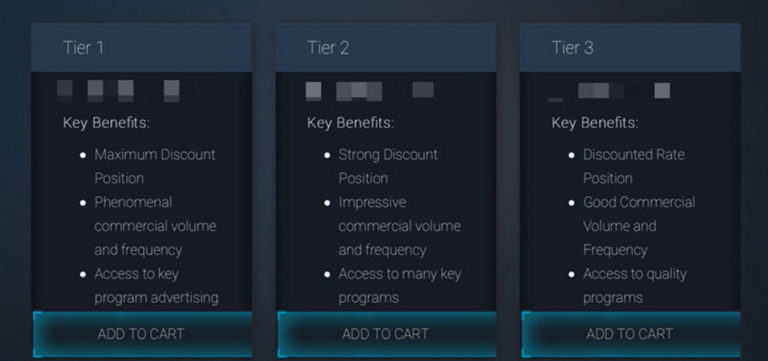 Tier 1
Key Benefits:
• Maximum Discount
Position
• Phenomenal
commercial volume
and frequency
• Access to key
program advertising
ADD TO CART
Tier 2
Key Benefits:
• Strong Discount
Position
• Impressive
commercial volume
and frequency
• Access to many key
programs
ADD TO CART
Tier 3
Key Benefits:
• Discounted Rate
Position
• Good Commercial
Volume and
Frequency
• Access to quality
programs
ADD TO CART